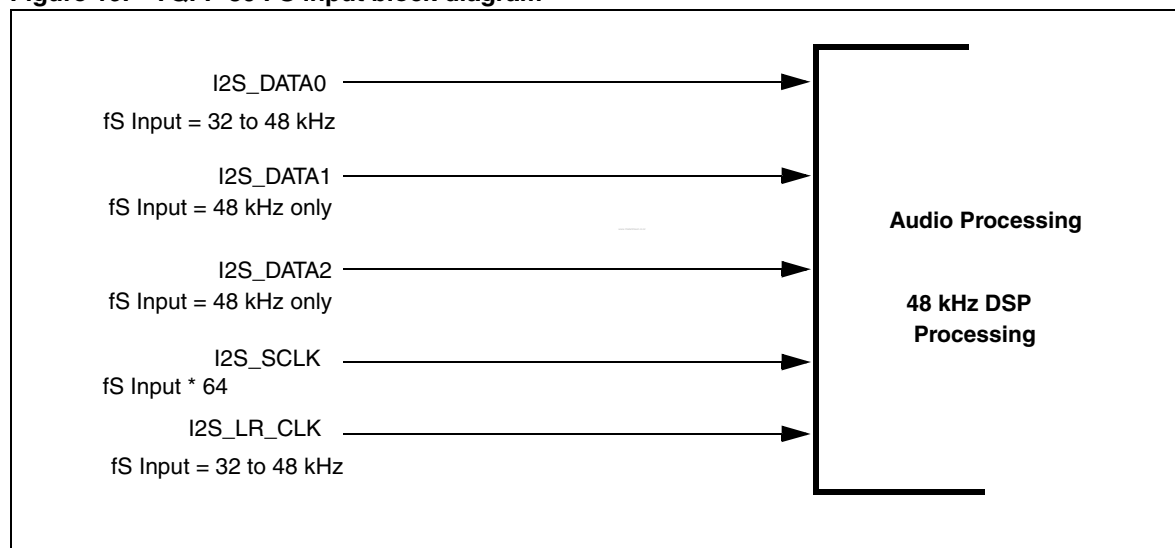 I2S_DATA0
fS Input = 32 to 48 kHz
I2S_DATA1
fS Input = 48 kHz only
I2S_DATA2
fS Input = 48 kHz only
I2S_SCLK
fS Input * 64
I2S_LR_CLK
fS Input = 32 to 48 kHz
Audio Processing
48 kHz DSP
Processing